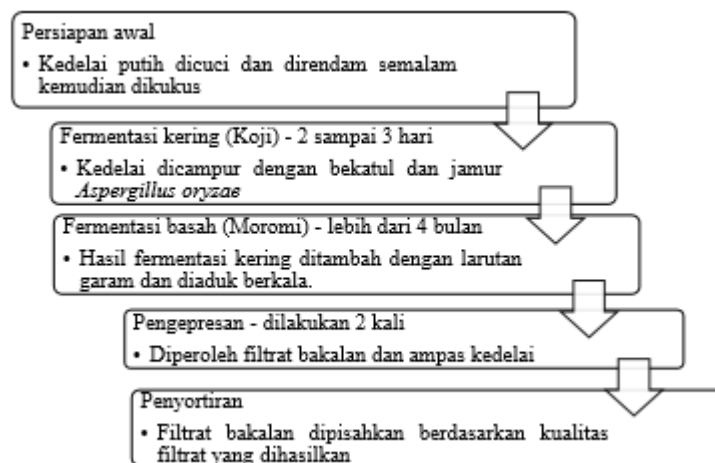 Persiapan awal
• Kedelai putih dicuci dan direndam semalam
kemudian dikukus
Fermentasi kering (Koji) - 2 sampai 3 hari
• Kedelai dicampur dengan bekatul dan jamur
Aspergillus oryzae
Fermentasi basah (Moromi) - lebih dari 4 bulan
• Hasil fermentasi kering ditambah dengan larutan
garam dan diaduk berkala.
Pengepresan - dilakukan 2 kali
• Diperoleh filtrat bakalan dan ampas kedelai
Penyortiran
• Filtrat bakalan dipisahkan berdasarkan kualitas
filtrat yang dihasilkan